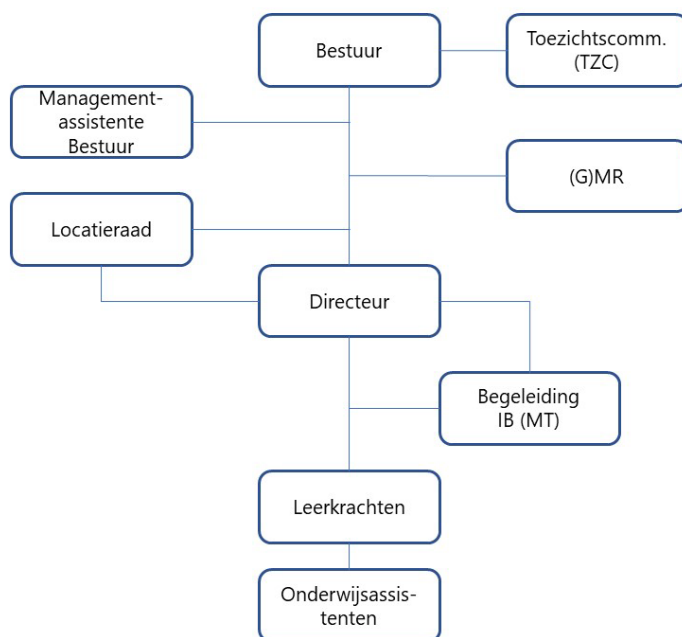 Bestuur
Toezichtscomm.
(TZC)
Management-
assistente
Bestuur
(G)MR
Locatieraad
Directeur
Begeleiding
IB (MT)
Leerkrachten
Onderwijsassis-
tenten